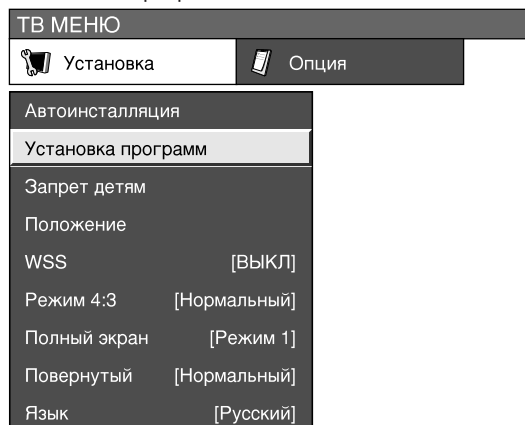 ТВ МЕНЮ
Установка Опция
Автоинсталляция
Установка программ
Запрет детям
Положение
WSS [ВЫКЛ]
Режим 4:3 [Нормальный]
Полный экран [Режим 1]
Повернутый [Нормальный]
Язык [Русский]